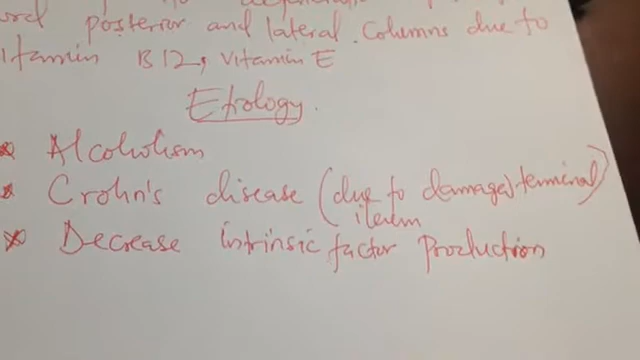 posterior and lateral columns due to
vitamin B12, vitamin E
Etiology.
* Alcoholism
* Crohn's disease (due to damage) terminal)
ileum
* Decrease intrinsic factor production